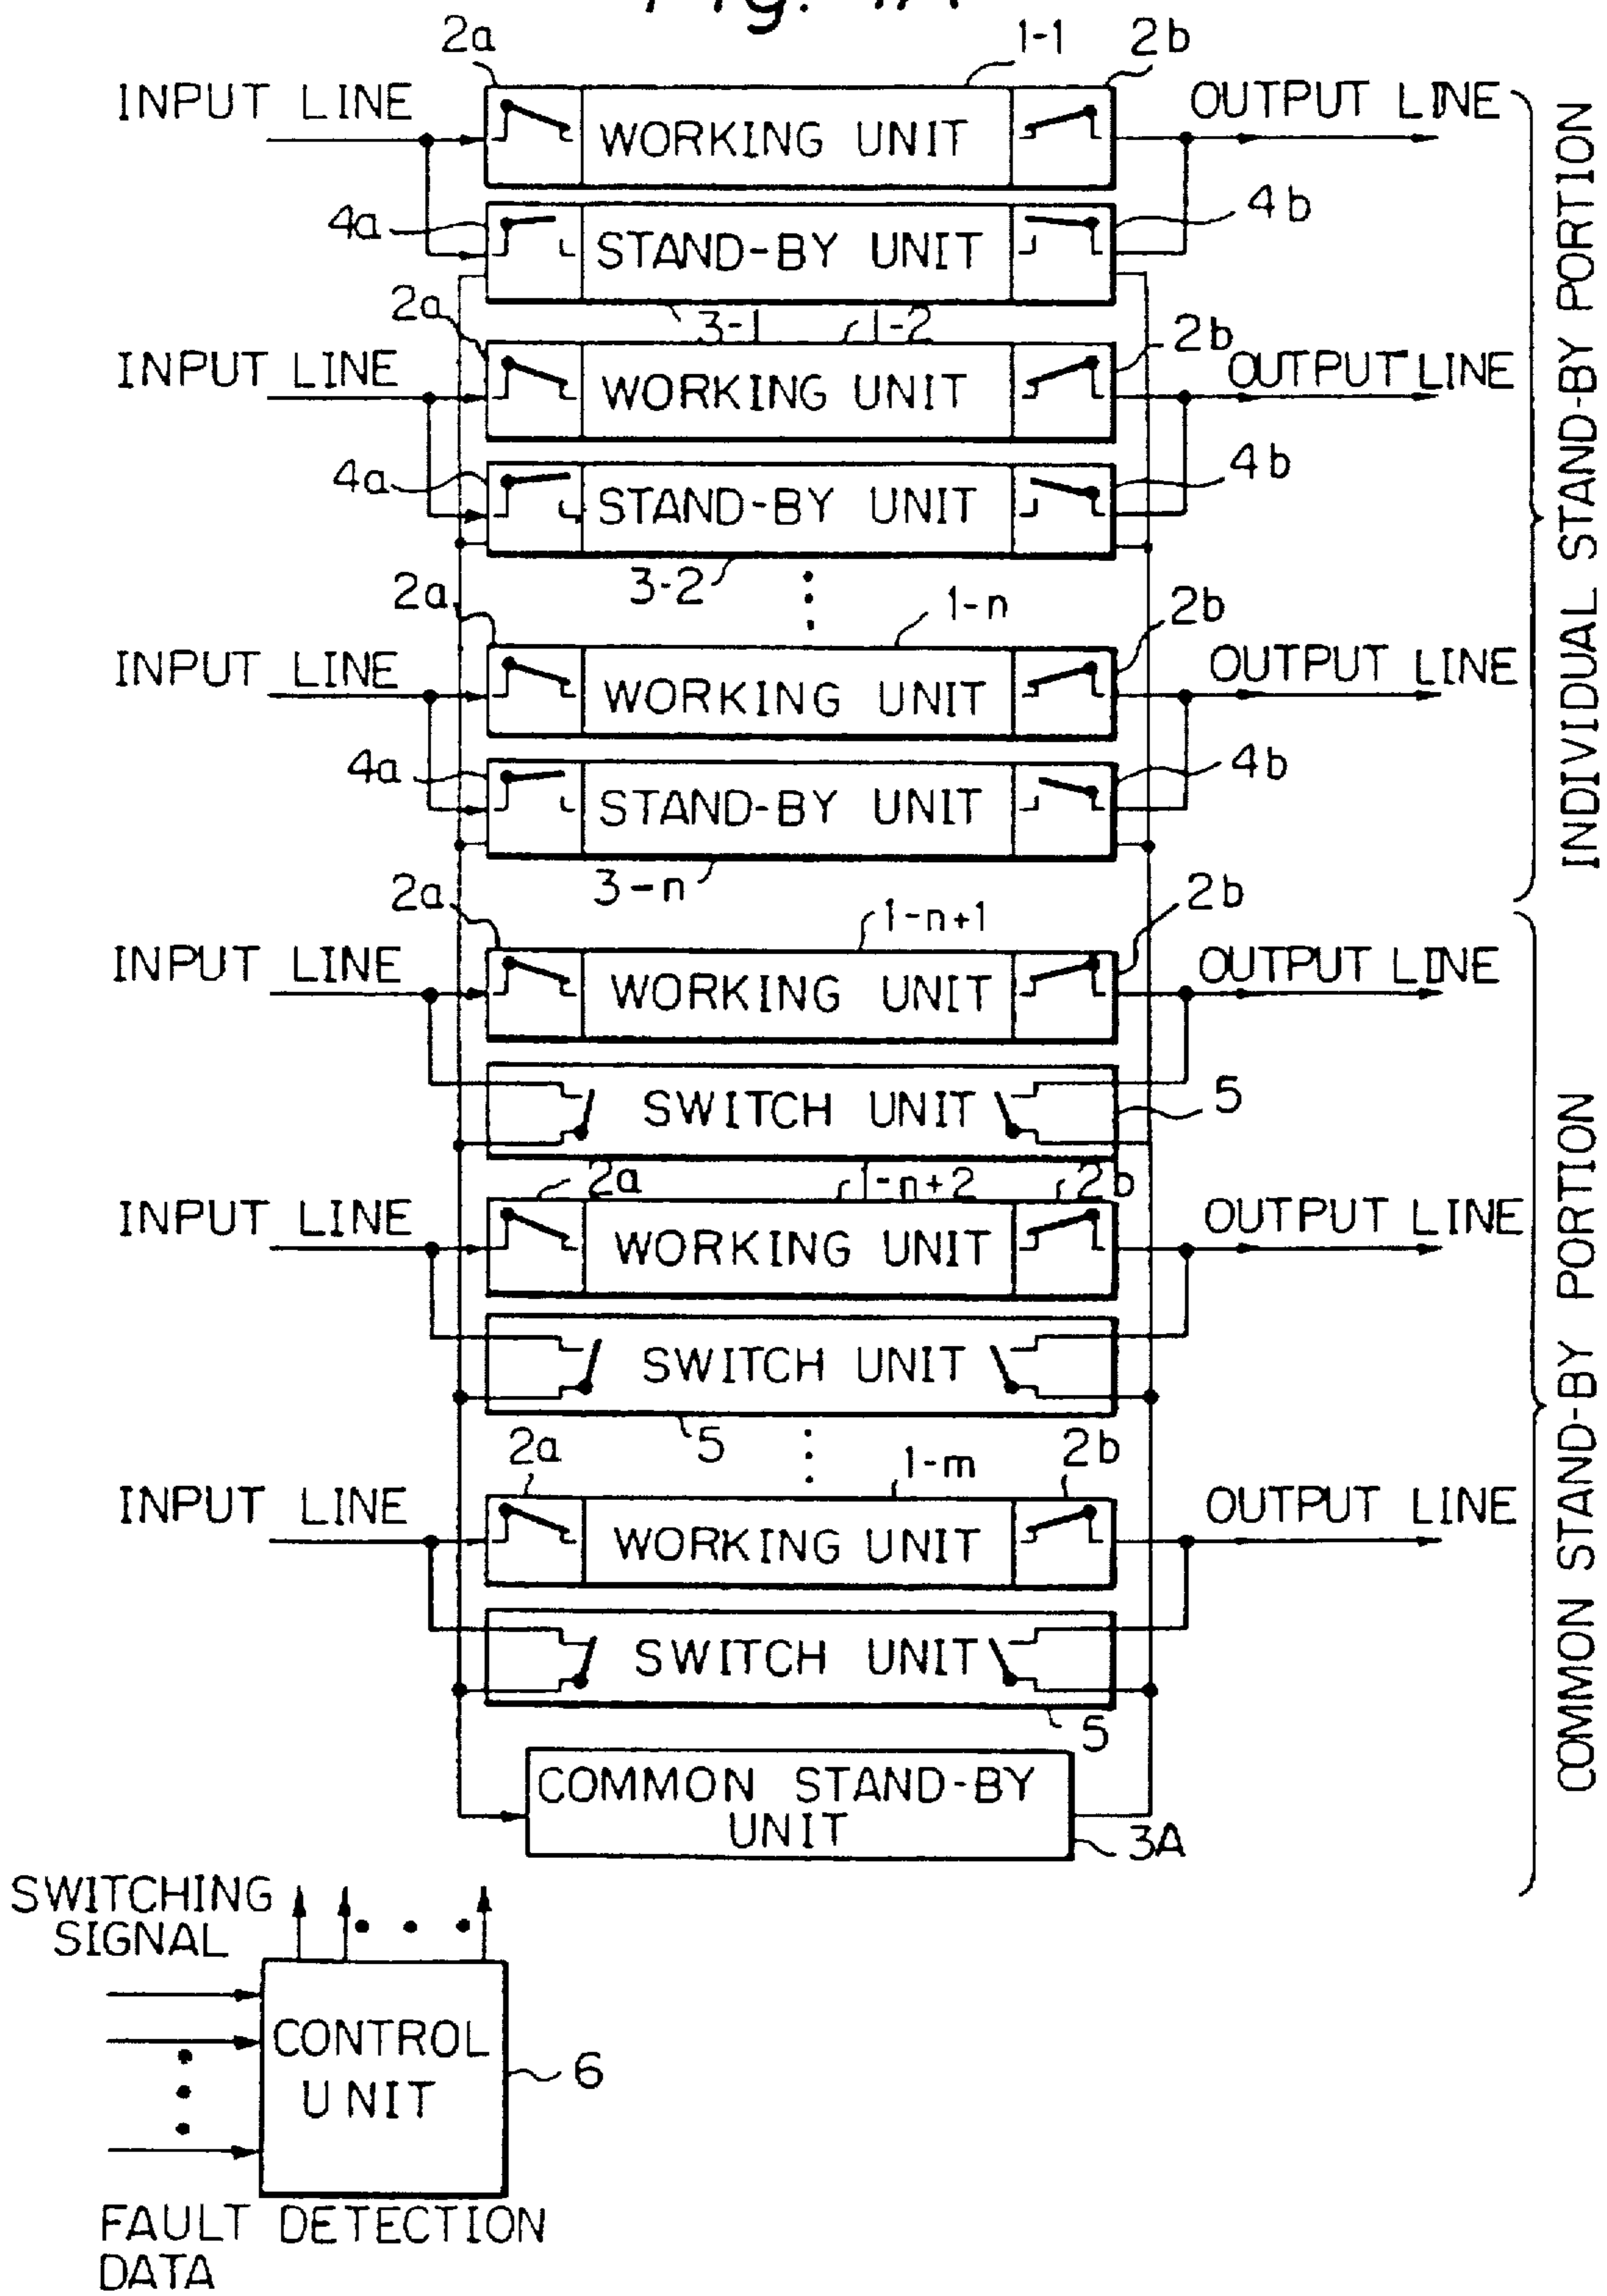 Fig. 1A
2a 1-1 2b
INPUT LINE OUTPUT LINE
WORKING UNIT
4a 4b
STAND-BY UNIT
2a 3-1 1-2 2b
INPUT LINE OUTPUT LINE
WORKING UNIT
4a 4b
STAND-BY UNIT
3-2
2a 1-n 2b
INPUT LINE OUTPUT LINE
WORKING UNIT
4a 4b
STAND-BY UNIT
3-n
INDIVIDUAL STAND-BY PORTION
2a 1-n+1 2b
INPUT LINE OUTPUT LINE
WORKING UNIT
SWITCH UNIT 5
2a 1-n+2 2b
INPUT LINE OUTPUT LINE
WORKING UNIT
SWITCH UNIT
5
2a 1-m 2b
INPUT LINE OUTPUT LINE
WORKING UNIT
SWITCH UNIT
5
COMMON STAND-BY
UNIT
3A
COMMON STAND-BY PORTION
SWITCHING
SIGNAL
CONTROL
UNIT
6
FAULT DETECTION
DATA